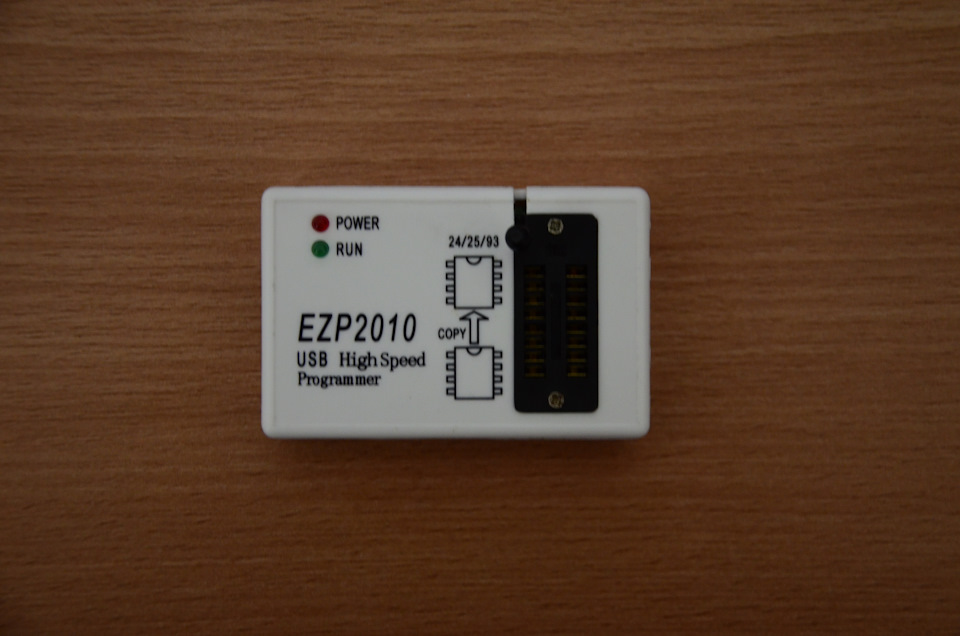 POWER
RUN
24/25/93
EZP2010
COPY
USB High Speed
Programmer